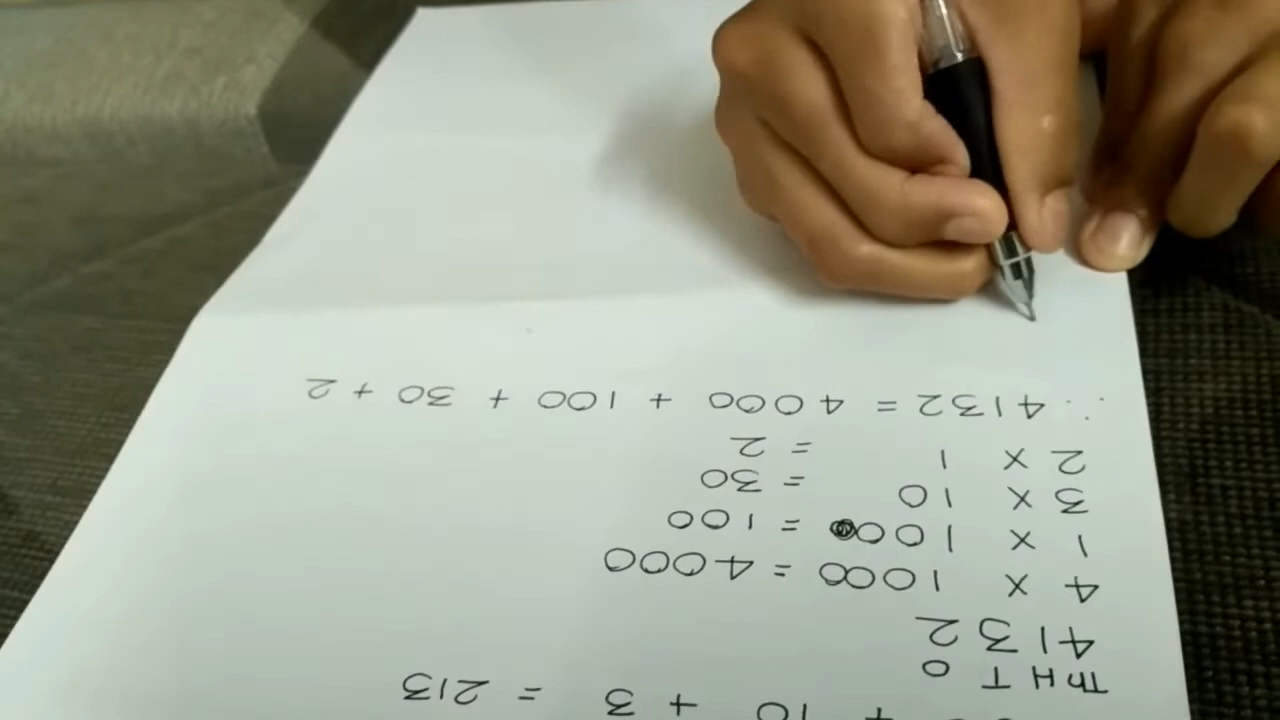 + 10 + 3 = 213
Th H T O
4 1 3 2
4 × 1000 = 4000
1 × 100 = 100
3 × 10 = 30
2 × 1 = 2
∴ 4132 = 4000 + 100 + 30 + 2